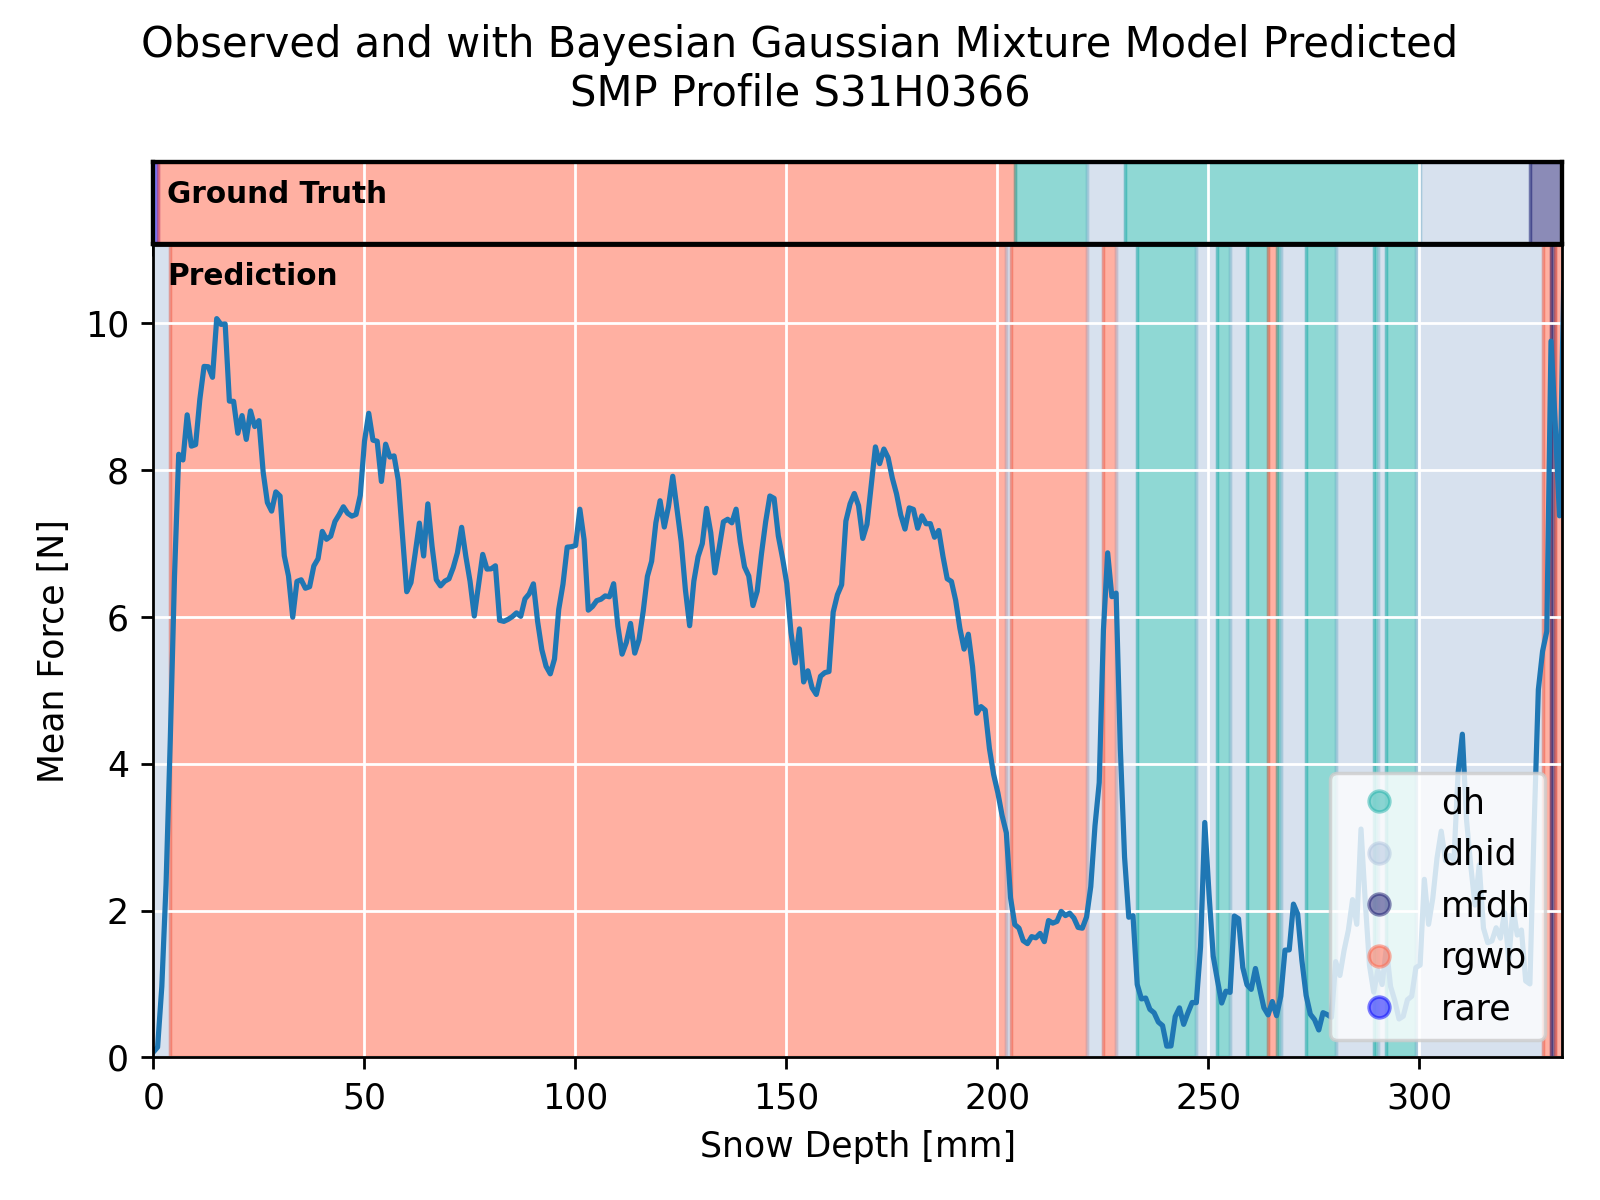 Observed and with Bayesian Gaussian Mixture Model Predicted
SMP Profile S31H0366
Ground Truth
Prediction
Mean Force [N]
10
8
6
4
2
0
dh
dhid
mfdh
rgwp
rare
0 50 100 150 200 250 300
Snow Depth [mm]